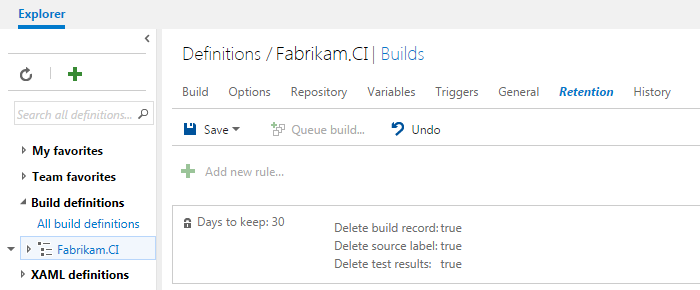 Explorer
Definitions / Fabrikam.CI | Builds
Build Options Repository Variables Triggers General Retention History
Search all definitions...
Save Queue build... Undo
My favorites
Team favorites
Add new rule...
Build definitions
All build definitions
Fabrikam.CI
XAML definitions
Days to keep: 30
Delete build record: true
Delete source label: true
Delete test results: true